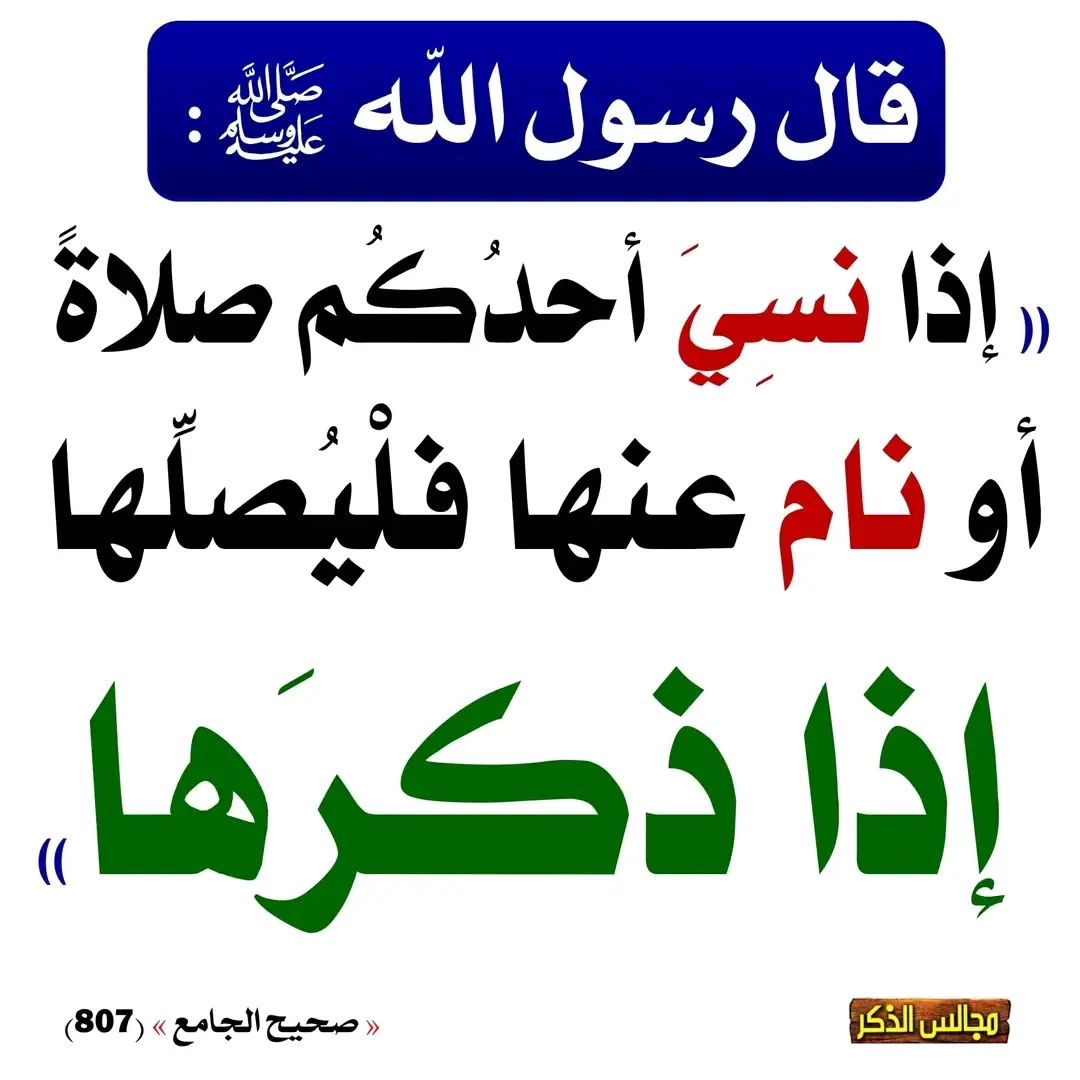 قال رسول الله صلى الله عليه وسلم :
(( إذا نسِيَ أحدُكُم صلاةً
أو نام عنها فلْيُصلِّها
إذا ذكرَها ))
« صحيح الجامع » (807)
مجالس الذكر